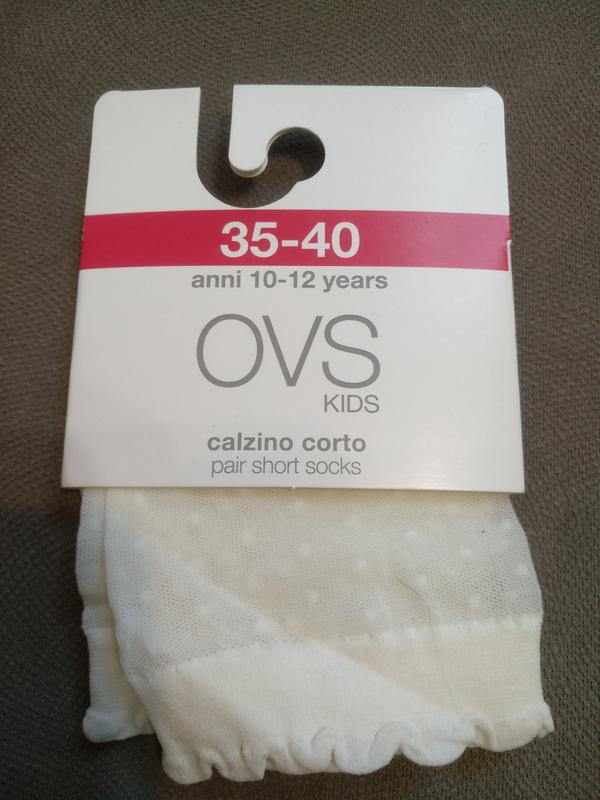 35-40
anni 10-12 years
OVS
KIDS
calzino corto
pair short socks